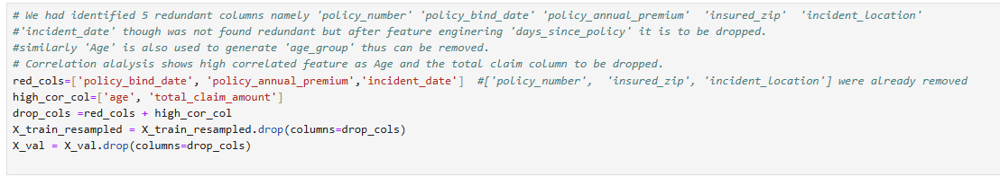 # We had identified 5 redundant columns namely 'policy_number' 'policy_bind_date' 'policy_annual_premium'  'insured_zip'  'incident_location'
#'incident_date' though was not found redundant but after feature enginering 'days_since_policy' it is to be dropped.
#similarly 'Age' is also used to generate 'age_group' thus can be removed.
# Correlation alalysis shows high correlated feature as Age and the total claim column to be dropped.
red_cols=['policy_bind_date', 'policy_annual_premium','incident_date']  #['policy_number',  'insured_zip', 'incident_location'] were already removed
high_cor_col=['age', 'total_claim_amount']
drop_cols =red_cols + high_cor_col
X_train_resampled = X_train_resampled.drop(columns=drop_cols)
X_val = X_val.drop(columns=drop_cols)